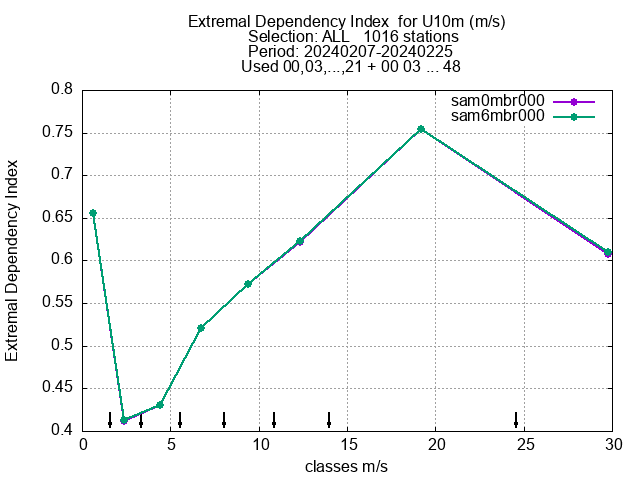 Extremal Dependency Index  for U10m (m/s)
Selection: ALL   1016 stations
Period: 20240207-20240225
Used 00,03,...,21 + 00 03 ... 48
sam0mbr000
sam6mbr000
0.8
0.75
0.7
0.65
0.6
0.55
0.5
0.45
0.4
Extremal Dependency Index
0 5 10 15 20 25 30
classes m/s